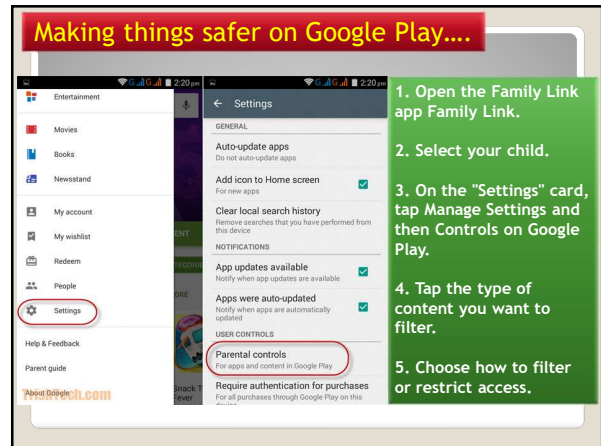 Making things safer on Google Play....
G G 2:20 pm
Entertainment
Movies
Books
Newsstand
My account
My wishlist
Redeem
People
Settings
Help & Feedback
Parent guide
About Google
Snack T
Fever
G G 2:20 pm
Settings
GENERAL
Auto-update apps
Do not auto-update apps
Add icon to Home screen
For new apps
Clear local search history
Remove searches that you have performed from
this device
NOTIFICATIONS
App updates available
Notify when app updates are available
Apps were auto-updated
Notify when apps are automatically
updated
USER CONTROLS
Parental controls
For apps and content in Google Play
Require authentication for purchases
For all purchases through Google Play on this
device
1. Open the Family Link
app Family Link.
2. Select your child.
3. On the "Settings" card,
tap Manage Settings and
then Controls on Google
Play.
4. Tap the type of
content you want to
filter.
5. Choose how to filter
or restrict access.